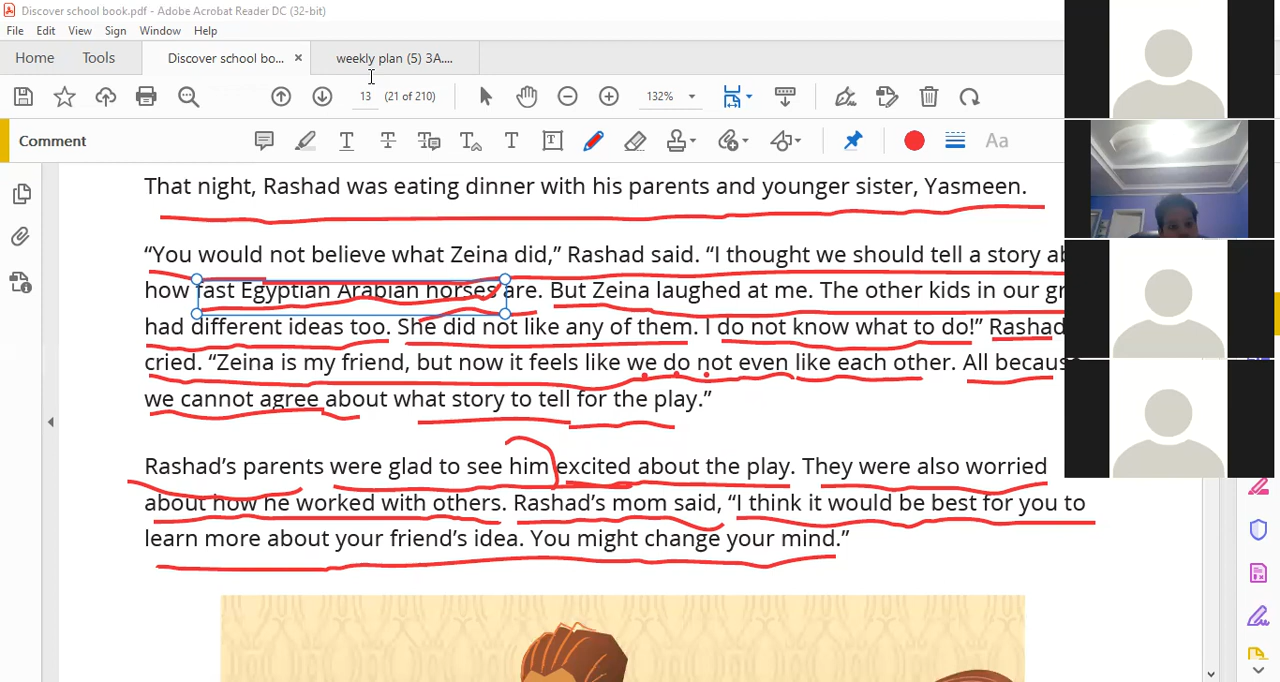 Discover school book.pdf - Adobe Acrobat Reader DC (32-bit)
File Edit View Sign Window Help
Home Tools Discover school bo... × weekly plan (5) 3A....
13 (21 of 210) 132%
Comment
That night, Rashad was eating dinner with his parents and younger sister, Yasmeen.
“You would not believe what Zeina did,” Rashad said. “I thought we should tell a story
how fast Egyptian Arabian horses are. But Zeina laughed at me. The other kids in our
had different ideas too. She did not like any of them. I do not know what to do!” Rashad
cried. “Zeina is my friend, but now it feels like we do not even like each other. All
we cannot agree about what story to tell for the play.”
Rashad’s parents were glad to see him excited about the play. They were also worried
about how he worked with others. Rashad’s mom said, “I think it would be best for you to
learn more about your friend’s idea. You might change your mind.”